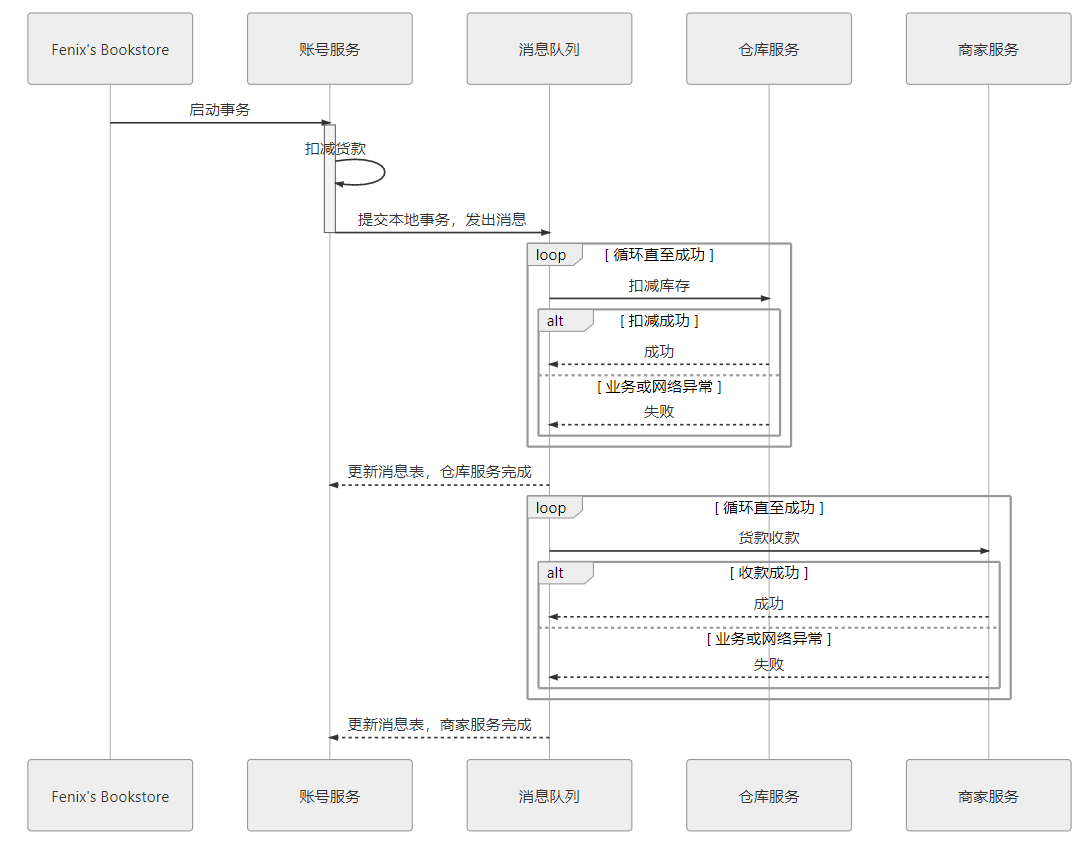 Fenix's Bookstore
账号服务
消息队列
仓库服务
商家服务
启动事务
扣减货款
提交本地事务，发出消息
loop
[ 循环直至成功 ]
扣减库存
alt
[ 扣减成功 ]
成功
[ 业务或网络异常 ]
失败
更新消息表，仓库服务完成
loop
[ 循环直至成功 ]
货款收款
alt
[ 收款成功 ]
成功
[ 业务或网络异常 ]
失败
更新消息表，商家服务完成
Fenix's Bookstore
账号服务
消息队列
仓库服务
商家服务